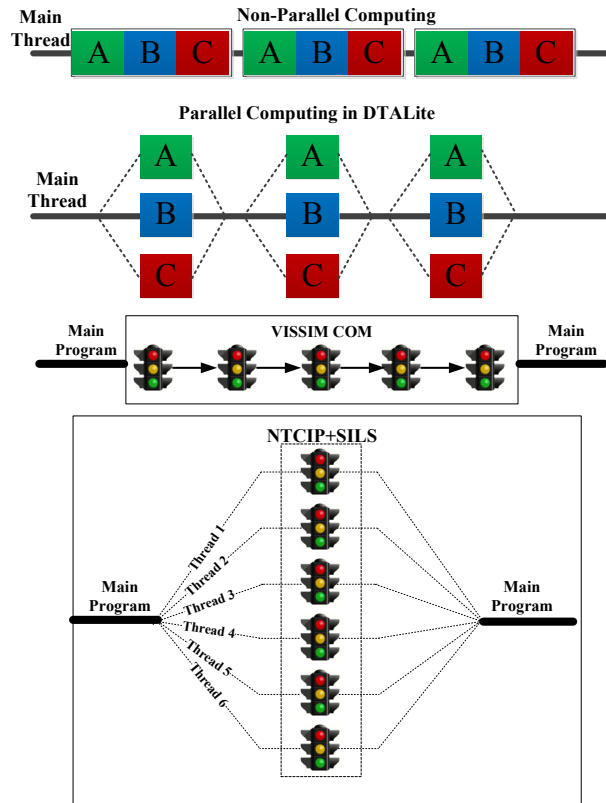 Non-Parallel Computing
Main
Thread
A B C A B C A B C
Parallel Computing in DTALite
A A A
Main
Thread
B B B
C C C
Main
Program
VISSIM COM
Main
Program
NTCIP+SILS
Thread 1
Thread 2
Thread 3
Thread 4
Thread 5
Thread 6
Main
Program
Main
Program